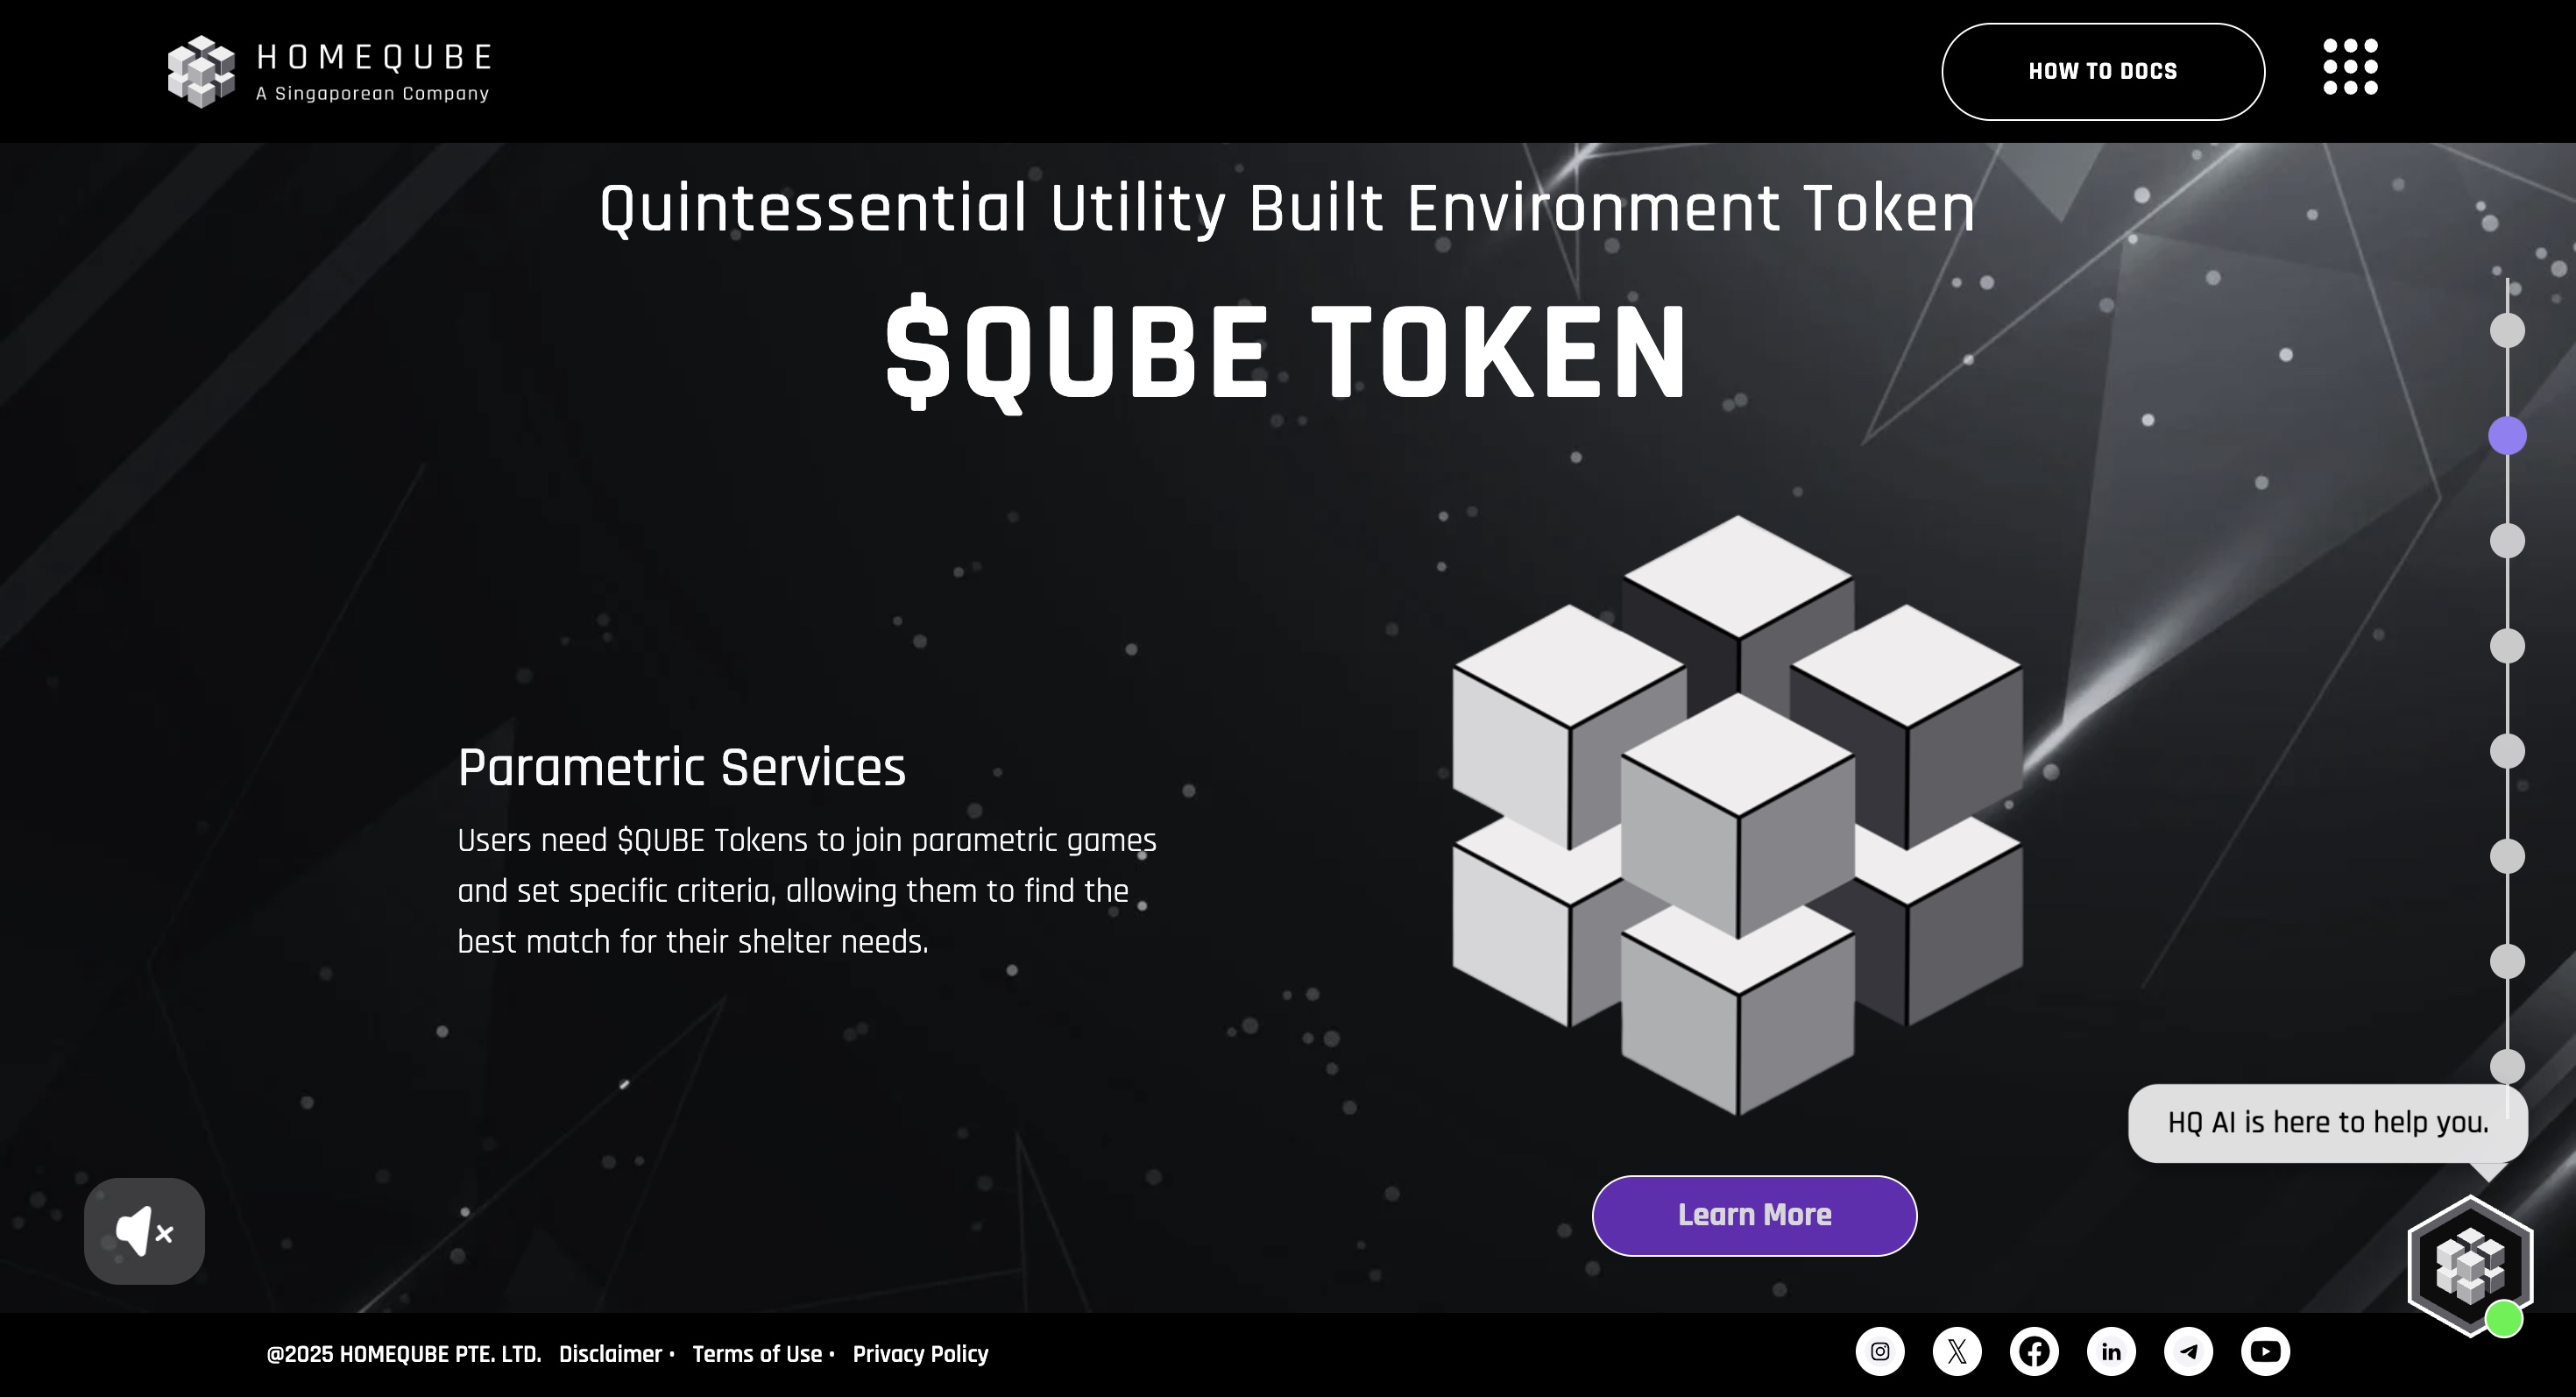 HOMEQUBE
A Singaporean Company
HOW TO DOCS
Quintessential Utility Built Environment Token
$QUBE TOKEN
Parametric Services
Users need $QUBE Tokens to join parametric games
and set specific criteria, allowing them to find the
best match for their shelter needs.
HQ AI is here to help you.
Learn More
@2025 HOMEQUBE PTE. LTD. Disclaimer • Terms of Use • Privacy Policy